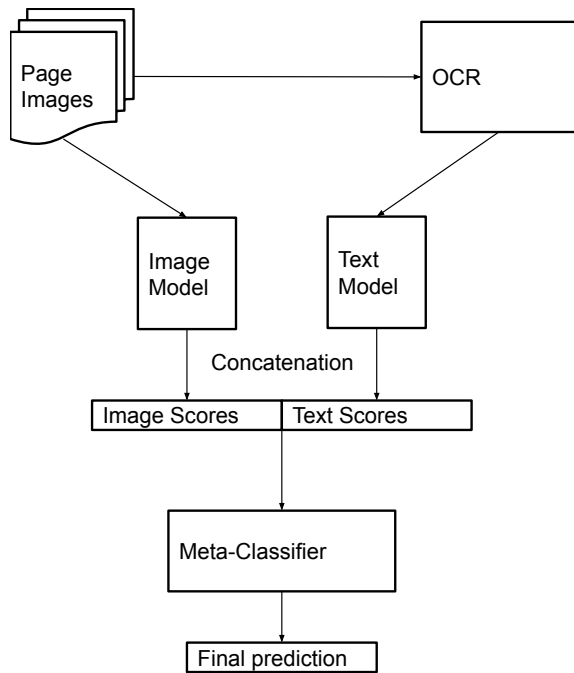 Page
Images
OCR
Image
Model
Text
Model
Concatenation
Image Scores
Text Scores
Meta-Classifier
Final prediction